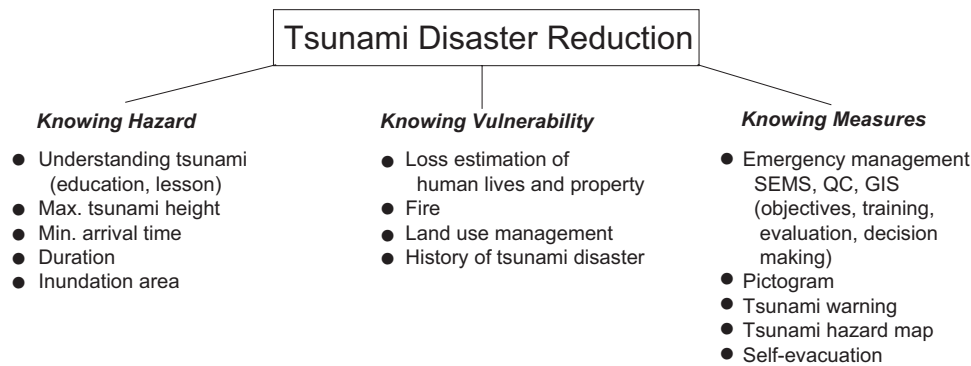 Tsunami Disaster Reduction
Knowing Hazard
● Understanding tsunami
(education, lesson)
● Max. tsunami height
● Min. arrival time
● Duration
● Inundation area
Knowing Vulnerability
● Loss estimation of
human lives and property
● Fire
● Land use management
● History of tsunami disaster
Knowing Measures
● Emergency management
SEMS, QC, GIS
(objectives, training,
evaluation, decision
making)
● Pictogram
● Tsunami warning
● Tsunami hazard map
● Self-evacuation